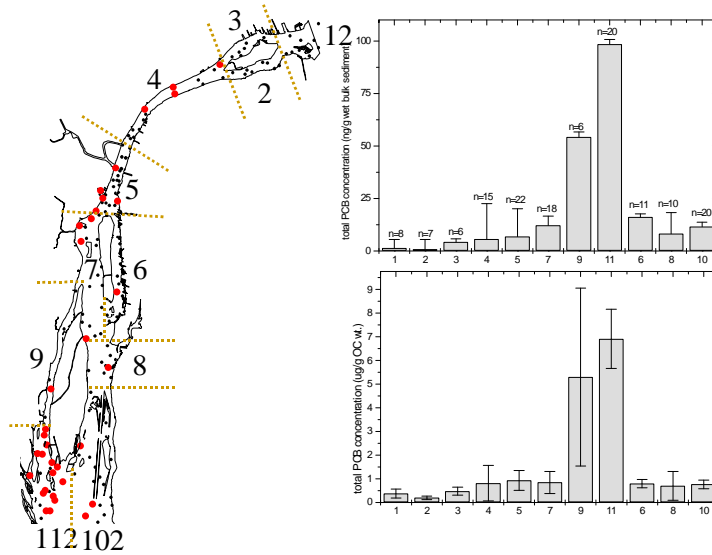 3
12
4
2
5
7
6
9
8
112
102
total PCB concentration (ng/g wet bulk sediment)
100
75
50
25
0
n=8
n=7
n=6
n=15
n=22
n=18
n=6
n=20
n=11
n=10
n=20
1 2 3 4 5 7 9 11 6 8 10
total PCB concentration (ug/g OC wt.)
9
8
7
6
5
4
3
2
1
0
1 2 3 4 5 7 9 11 6 8 10